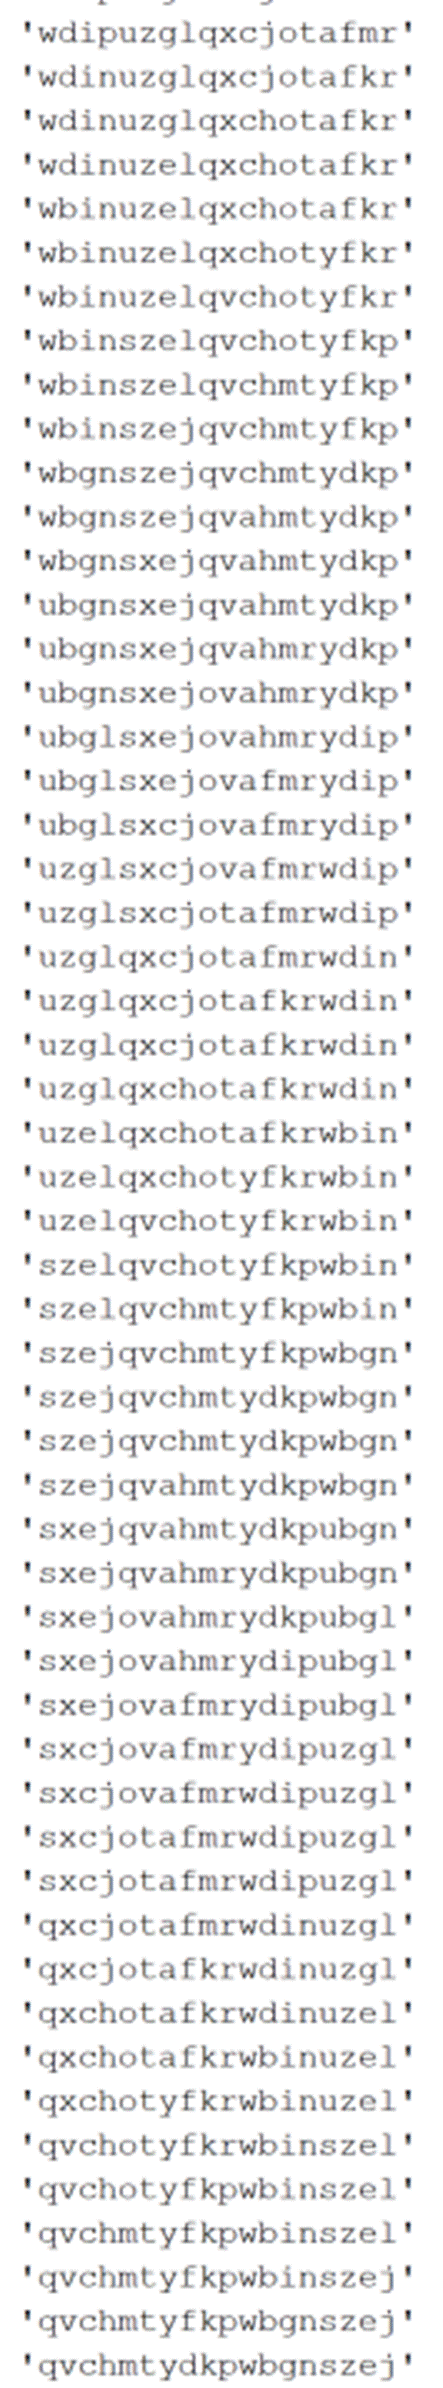 'wdipuzglqxcjotafmr'
'wdinuzglqxcjotafkr'
'wdinuzglqxchotafkr'
'wdinuzelqxchotafkr'
'wbinuzelqxchotafkr'
'wbinuzelqxchotyfkr'
'wbinuzelqvchotyfkr'
'wbinszelqvchotyfkp'
'wbinszelqvchmtyfkp'
'wbinszejqvchmtyfkp'
'wbgnszejqvchmtydkp'
'wbgnszejqvahmtydkp'
'wbgnsxejqvahmtydkp'
'ubgnsxejqvahmtydkp'
'ubgnsxejqvahmrydkp'
'ubgnsxejovahmrydkp'
'ubglsxejovahmrydip'
'ubglsxejovafmrydip'
'ubglsxcjovafmrydip'
'uzglsxcjovafmrwdip'
'uzglsxcjotafmrwdip'
'uzglqxcjotafmrwdin'
'uzglqxcjotafkrwdin'
'uzglqxcjotafkrwdin'
'uzglqxchotafkrwdin'
'uzelqxchotafkrwbin'
'uzelqxchotyfkrwbin'
'uzelqvchotyfkrwbin'
'szelqvchotyfkpwbin'
'szelqvchmtyfkpwbin'
'szejqvchmtyfkpwbgn'
'szejqvchmtydkpwbgn'
'szejqvchmtydkpwbgn'
'szejqvahmtydkpwbgn'
'sxejqvahmtydkpubgn'
'sxejqvahmrydkpubgn'
'sxejovahmrydkpubgl'
'sxejovahmrydipubgl'
'sxejovafmrydipubgl'
'sxcjovafmrydipuzgl'
'sxcjovafmrwdipuzgl'
'sxcjotafmrwdipuzgl'
'sxcjotafmrwdipuzgl'
'qxcjotafmrwdinuzgl'
'qxcjotafkrwdinuzgl'
'qxchotafkrwdinuzel'
'qxchotafkrwbinuzel'
'qxchotyfkrwbinuzel'
'qvchotyfkrwbinszel'
'qvchotyfkpwbinszel'
'qvchmtyfkpwbinszel'
'qvchmtyfkpwbinszej'
'qvchmtyfkpwbgnszej'
'qvchmtydkpwbgnszej'